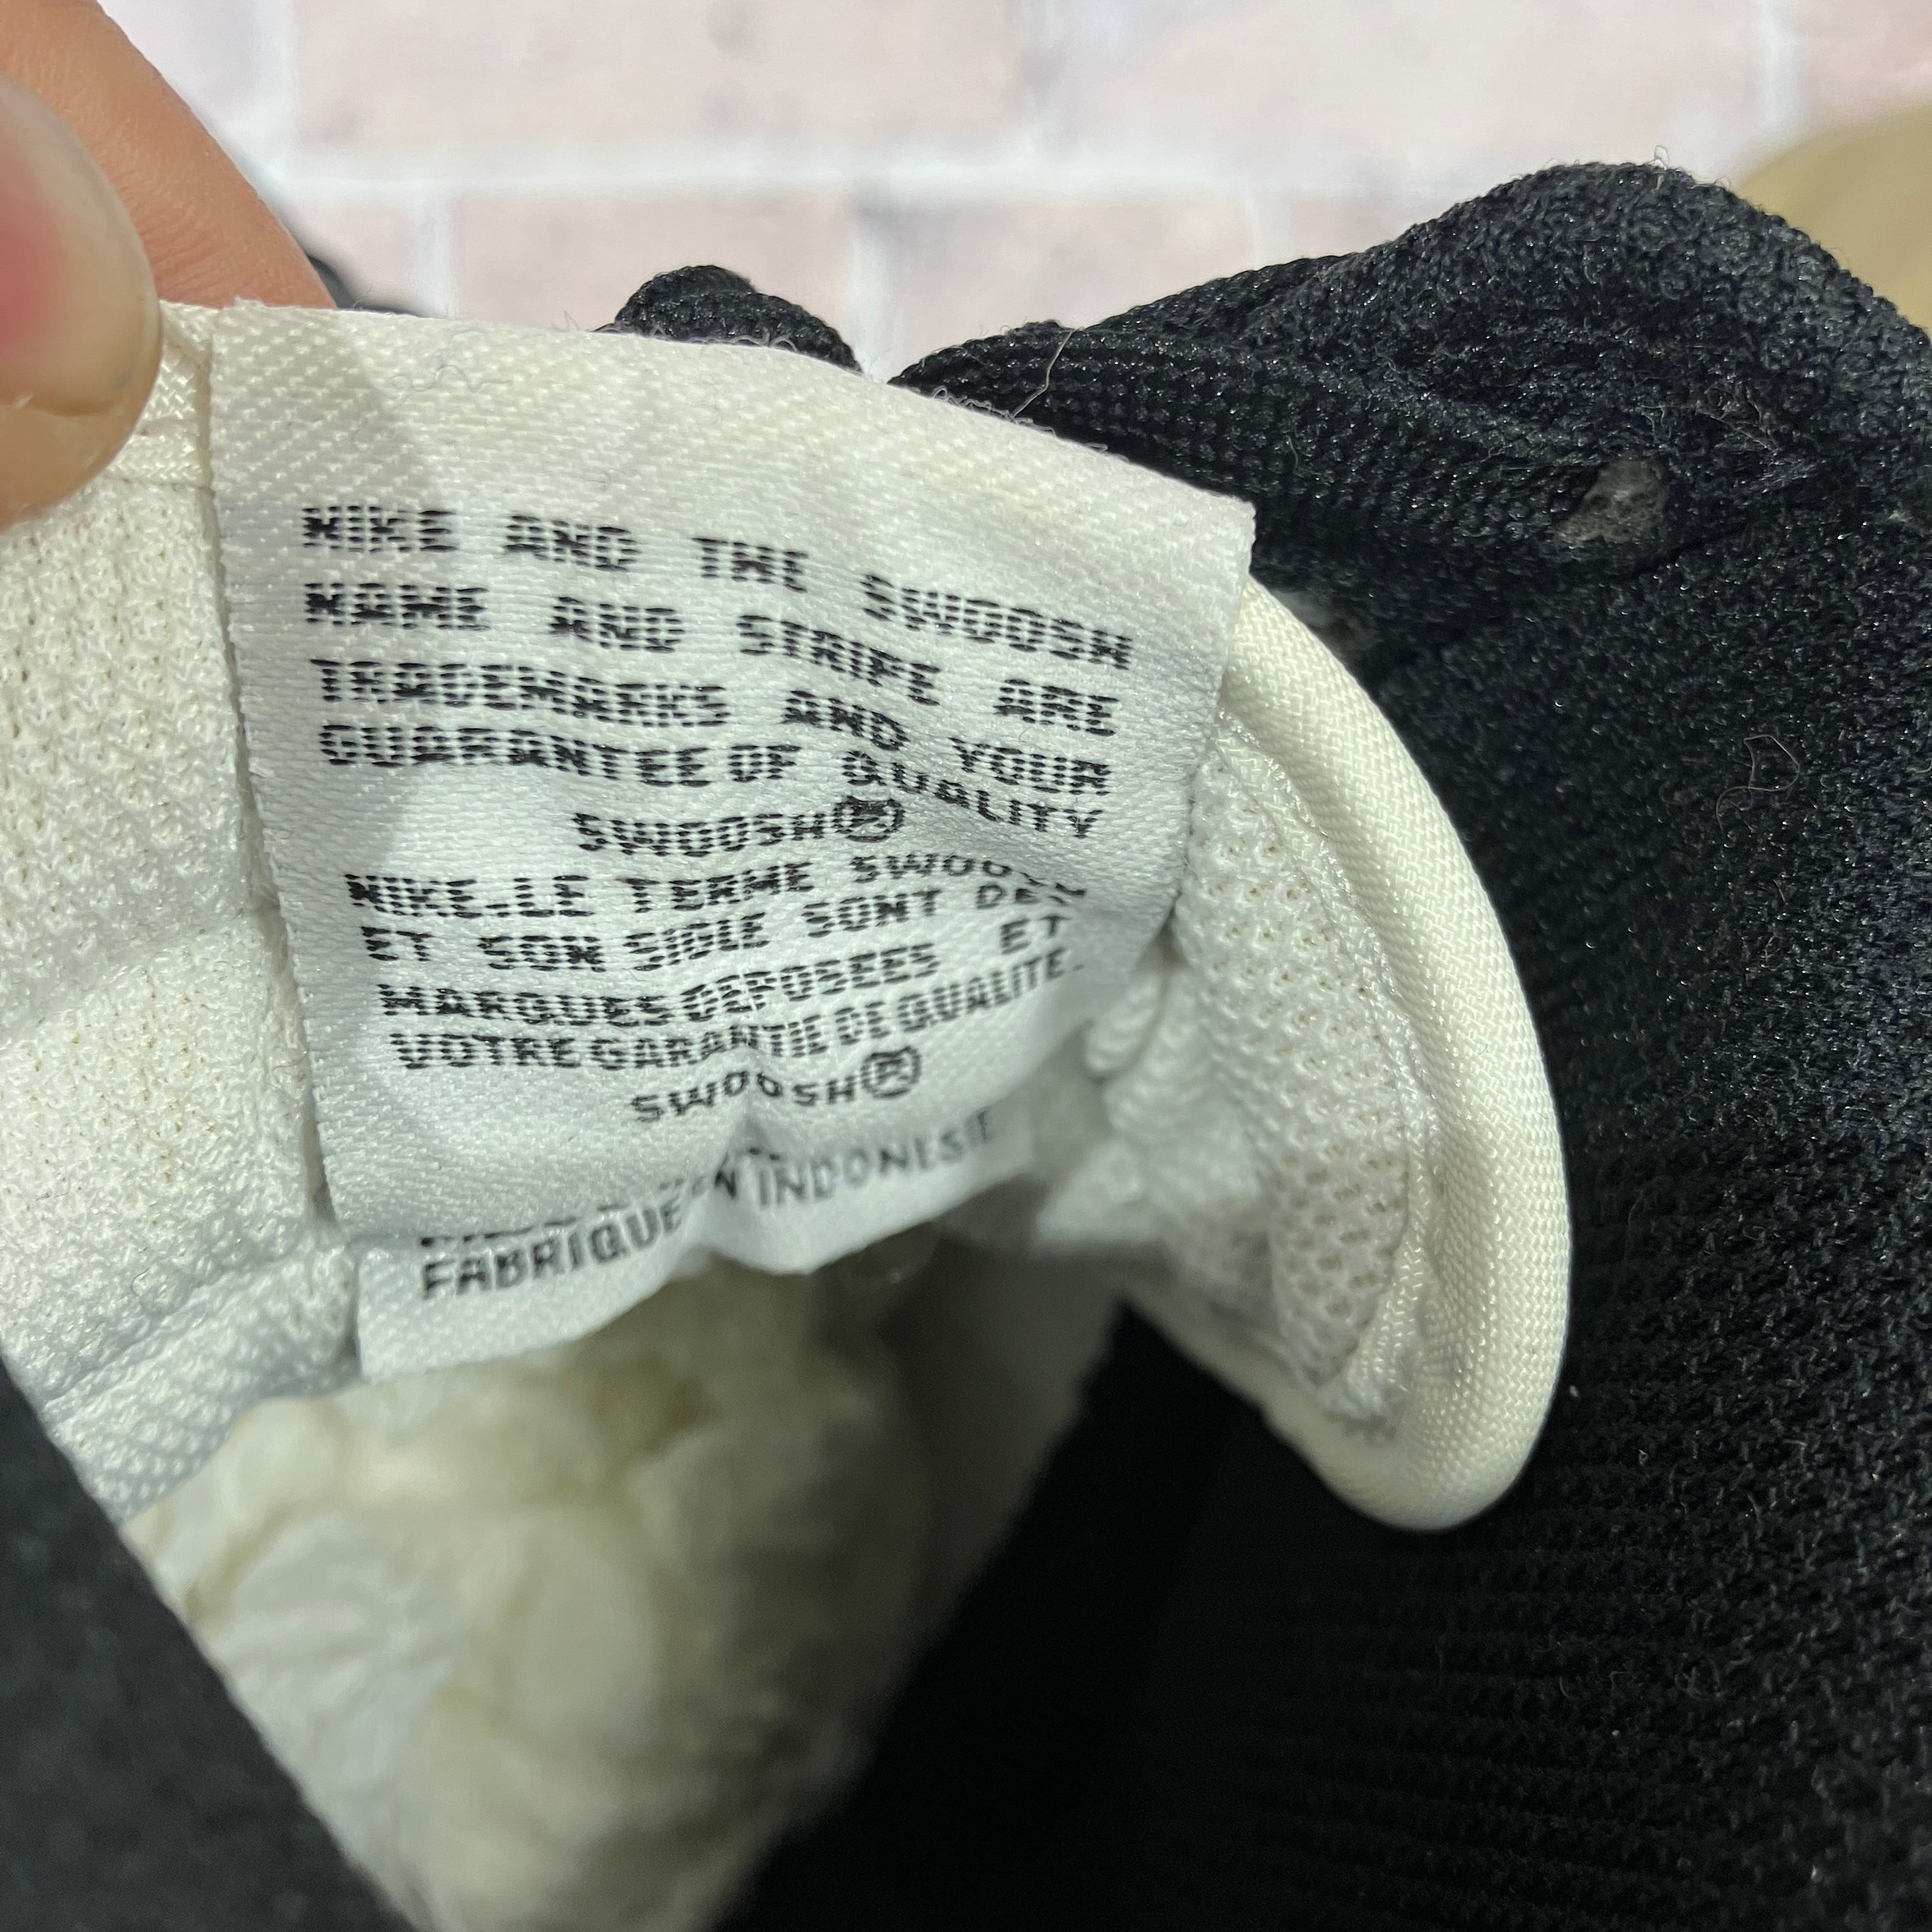 NIKE AND THE SWOOSH
NAME AND STRIPE ARE
TRADEMARKS AND YOUR
GUARANTEE OF QUALITY
SWOOSH®
NIKE-LE TERME
ET SON SIGLE SONT DES
MARQUES DEPOSEES ET
VOTRE GARANTIE DE QUALITE.
SWOOSH®
FABRIQUE EN INDONESIE